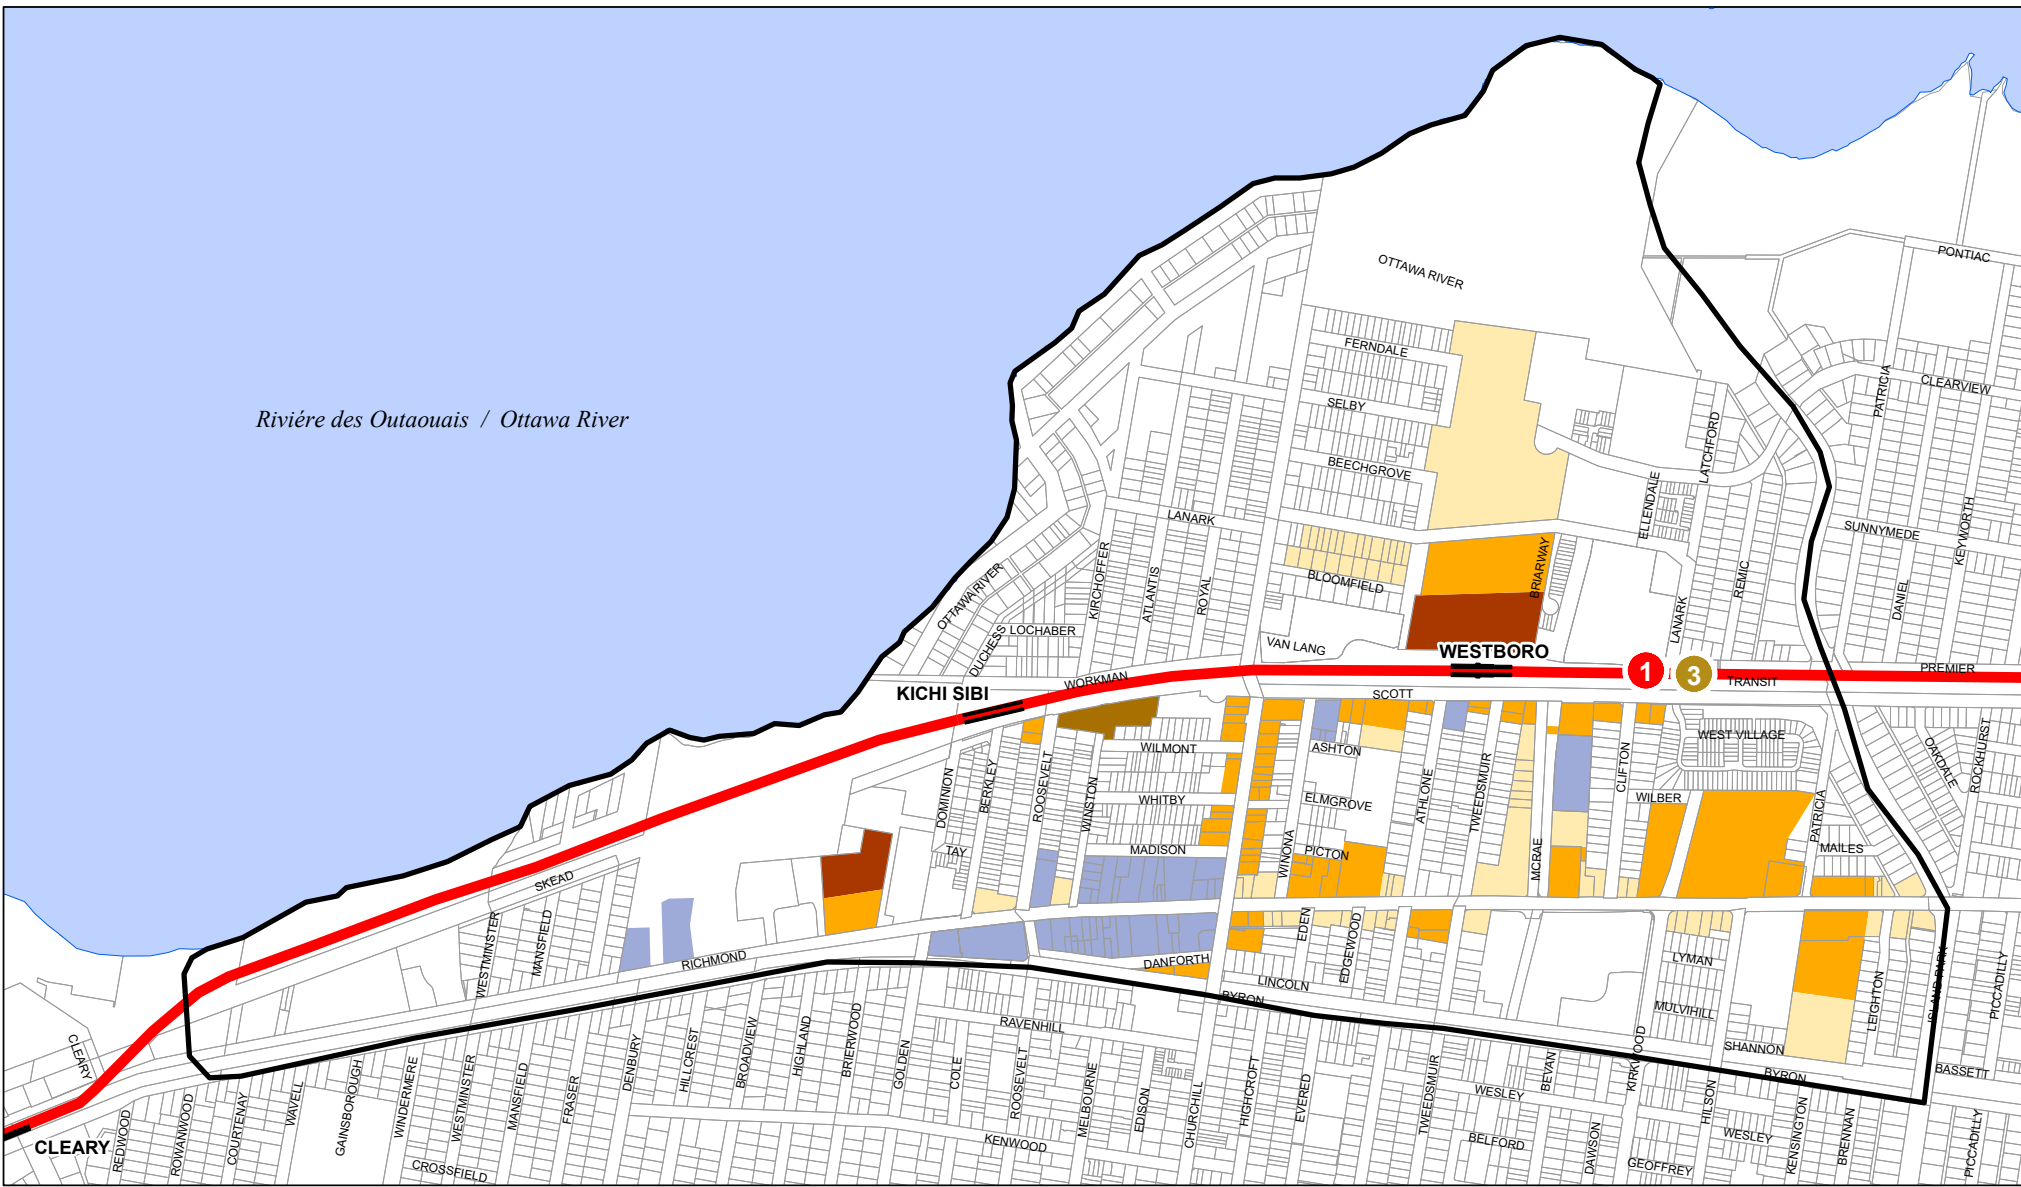 PONTIAC
OTTAWA RIVER
FERNDALE
CLEARVIEW
PATRICIA
SELBY
Riviére des Outaouais / Ottawa River
LATCHFORD
BEECHGROVE
ELLENDALE
LANARK
SUNNYMEDE
KEYWORTH
KIRCHOFFER
ATLANTIS
ROYAL
BLOOMFIELD
BRIARWAY
REMIC
DANIEL
OTTAWA RIVER
LOCHABER
DUCHESS
LANARK
VAN LANG
WESTBORO
1
3
PREMIER
TRANSIT
WORKMAN
KICHI SIBI
SCOTT
WILMONT
ASHTON
WEST VILLAGE
OAKDALE
ROCKHURST
DOMINION
BERKLEY
ROOSEVELT
WINSTON
WHITBY
ELMGROVE
ATHLONE
TWEEDSMUIR
CLIFTON
WILBER
PATRICIA
TAY
MADISON
WINONA
PICTON
MCRAE
MAILES
SKEAD
WESTMINSTER
MANSFIELD
RICHMOND
EDEN
EDGEWOOD
DANFORTH
LINCOLN
LYMAN
LEIGHTON
ISLAND PARK
PICCADILLY
BYRON
MULVIHILL
RAVENHILL
SHANNON
BYRON
BASSETT
CLEARY
KIRKWOOD
CLEARY
REDWOOD
ROWANWOOD
COURTENAY
WAVELL
GAINSBOROUGH
WINDERMERE
WESTMINSTER
MANSFIELD
FRASER
DENBURY
HILLCREST
BROADVIEW
HIGHLAND
BRIERWOOD
GOLDEN
COLE
ROOSEVELT
MELBOURNE
EDISON
CHURCHILL
HIGHCROFT
EVERED
TWEEDSMUIR
WESLEY
BEVAN
HILSON
KENSINGTON
BRENNAN
PICCADILLY
KENWOOD
BELFORD
DAWSON
WESLEY
GEOFFREY
CROSSFIELD